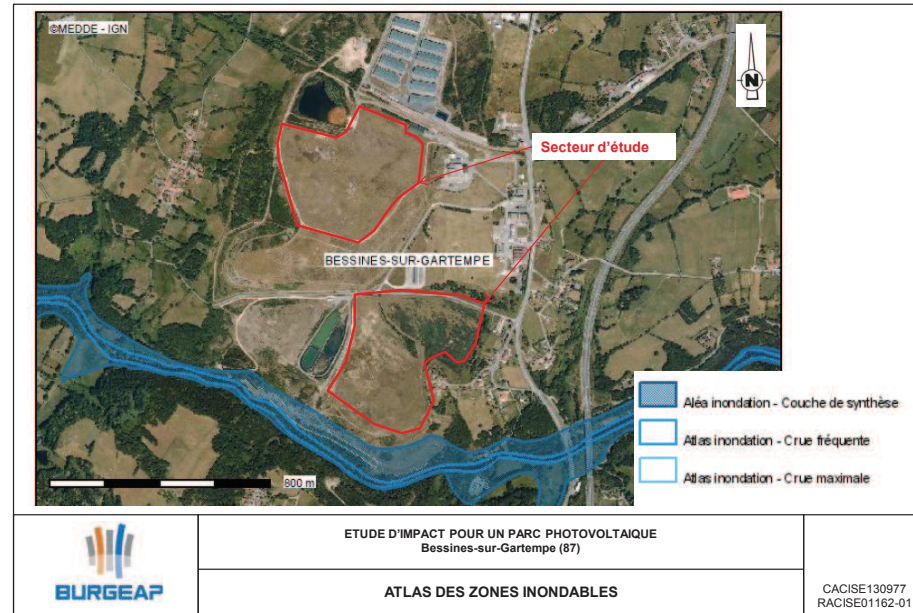 ©MEDDE - IGN
N
Secteur d'étude
BESSINES-SUR-GARTEMPE
Aléa inondation - Couche de synthèse
Atlas inondation - Crue fréquente
Atlas inondation - Crue maximale
800 m
BURGEAP
ETUDE D'IMPACT POUR UN PARC PHOTOVOLTAIQUE
Bessines-sur-Gartempe (87)
ATLAS DES ZONES INONDABLES
CACISE130977
RACISE01162-01